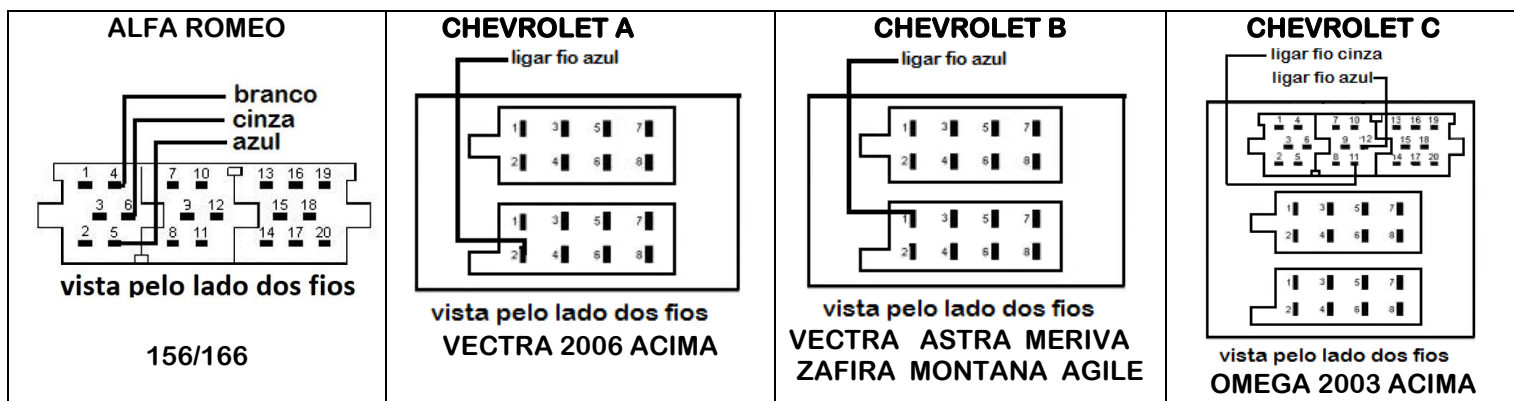 ALFA ROMEO
branco
cinza
azul
1 4 7 10 13 16 19
3 6 9 12 15 18
2 5 8 11 14 17 20
vista pelo lado dos fios
156/166
CHEVROLET A
ligar fio azul
1 3 5 7
2 4 6 8
1 3 5 7
2 4 6 8
vista pelo lado dos fios
VECTRA 2006 ACIMA
CHEVROLET B
ligar fio azul
1 3 5 7
2 4 6 8
1 3 5 7
2 4 6 8
vista pelo lado dos fios
VECTRA ASTRA MERIVA
ZAFIRA MONTANA AGILE
CHEVROLET C
ligar fio cinza
ligar fio azul
1 4 7 10 13 16 19
3 6 9 12 15 18
2 5 8 11 14 17 20
1 3 5 7
2 4 6 8
1 3 5 7
2 4 6 8
vista pelo lado dos fios
OMEGA 2003 ACIMA